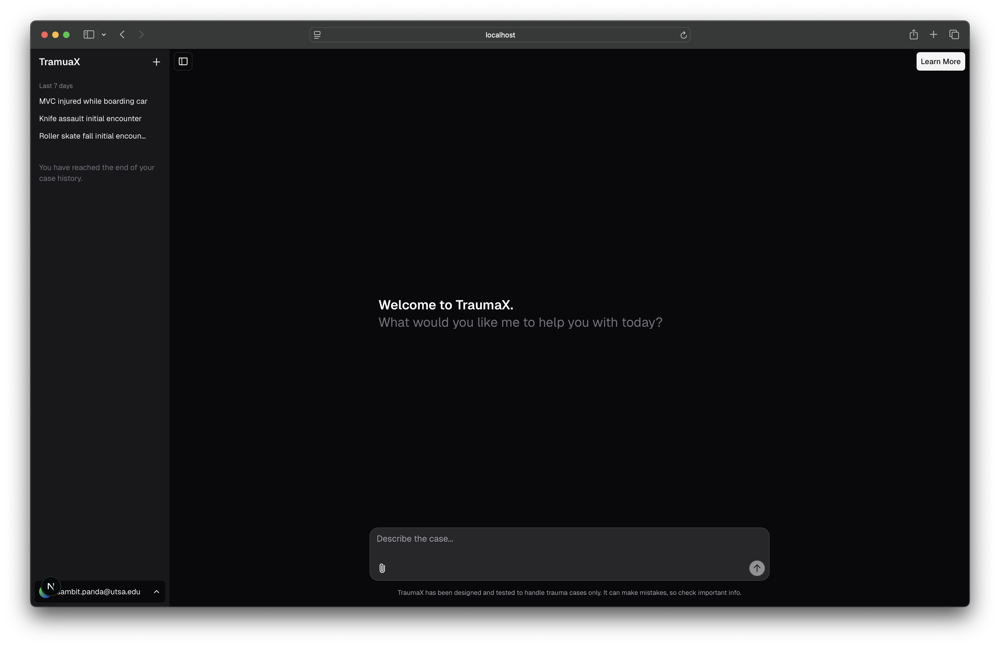 localhost
TramuaX
Learn More
Last 7 days
MVC injured while boarding car
Knife assault initial encounter
Roller skate fall initial encoun...
You have reached the end of your
case history.
Welcome to TraumaX.
What would you like me to help you with today?
Describe the case...
N
sambit.panda@utsa.edu
TraumaX has been designed and tested to handle trauma cases only. It can make mistakes, so check important info.